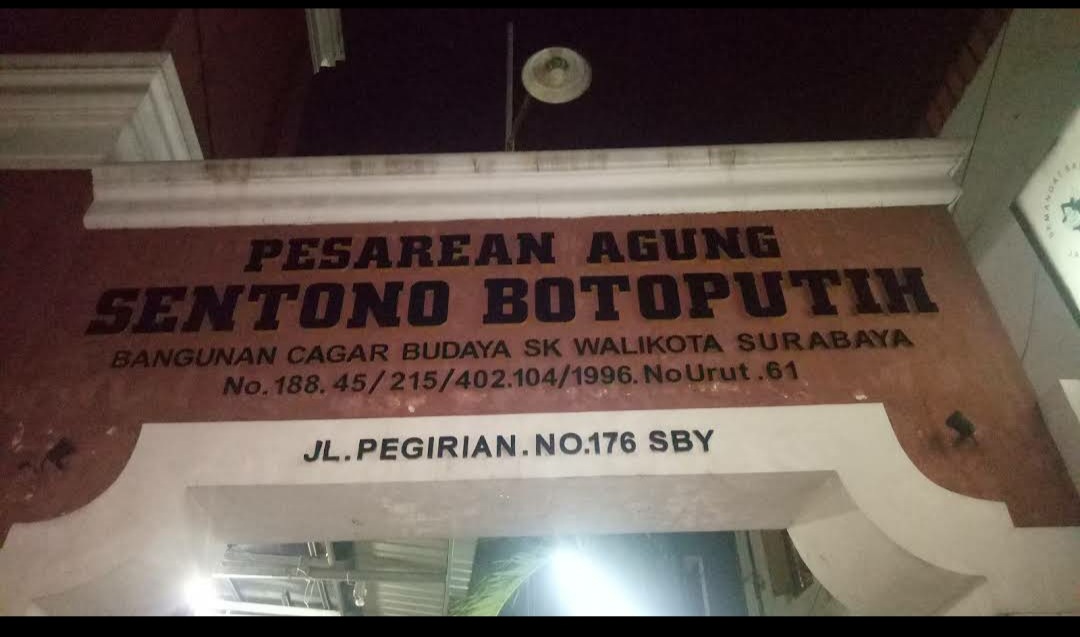 PESAREAN AGUNG
SENTONO BOTOPUTIH
BANGUNAN CAGAR BUDAYA SK WALIKOTA SURABAYA
No. 188. 45/ 215/402.104/1996. NoUrut .61
JL. PEGIRIAN. NO.176 SBY